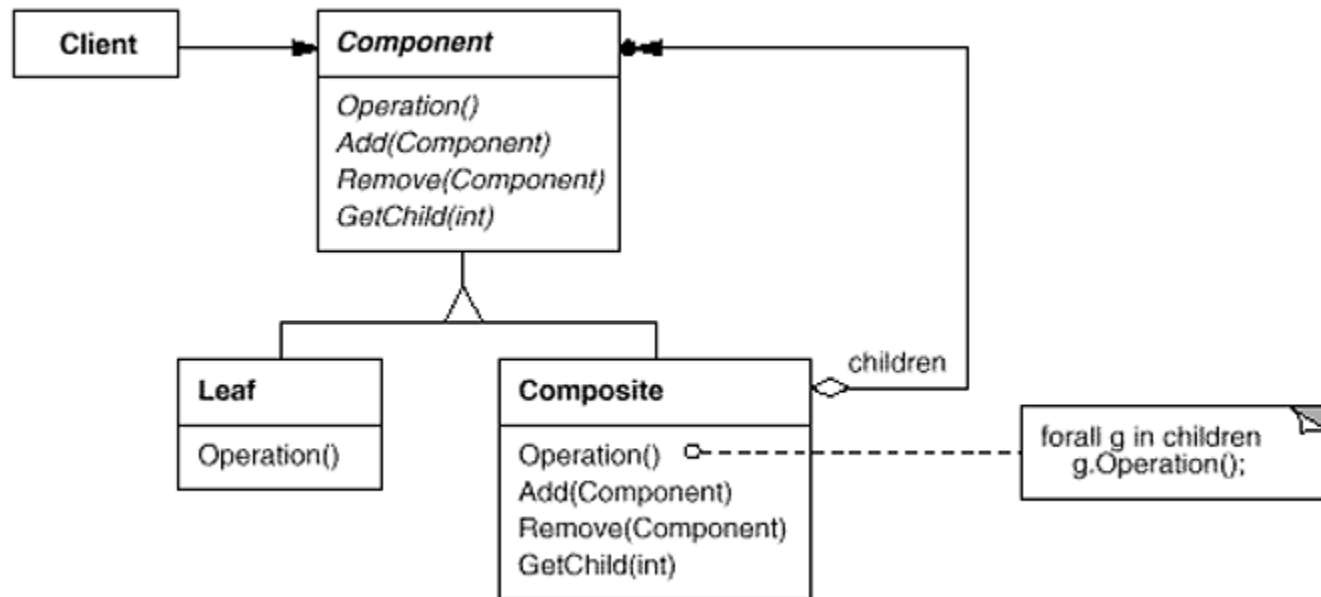 Client
Component
Operation()
Add(Component)
Remove(Component)
GetChild(int)
children
Leaf
Operation()
Composite
Operation()
Add(Component)
Remove(Component)
GetChild(int)
forall g in children
g.Operation();